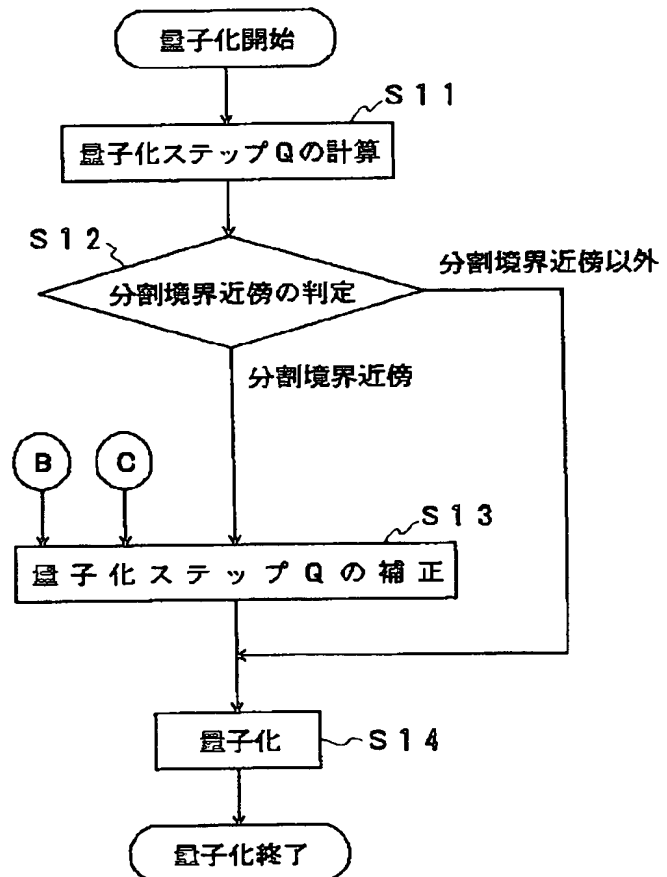 量子化開始
S11
量子化ステップQの計算
S12
分割境界近傍以外
分割境界近傍の判定
分割境界近傍
B
C
S13
量子化ステップQの補正
量子化
S14
量子化終了